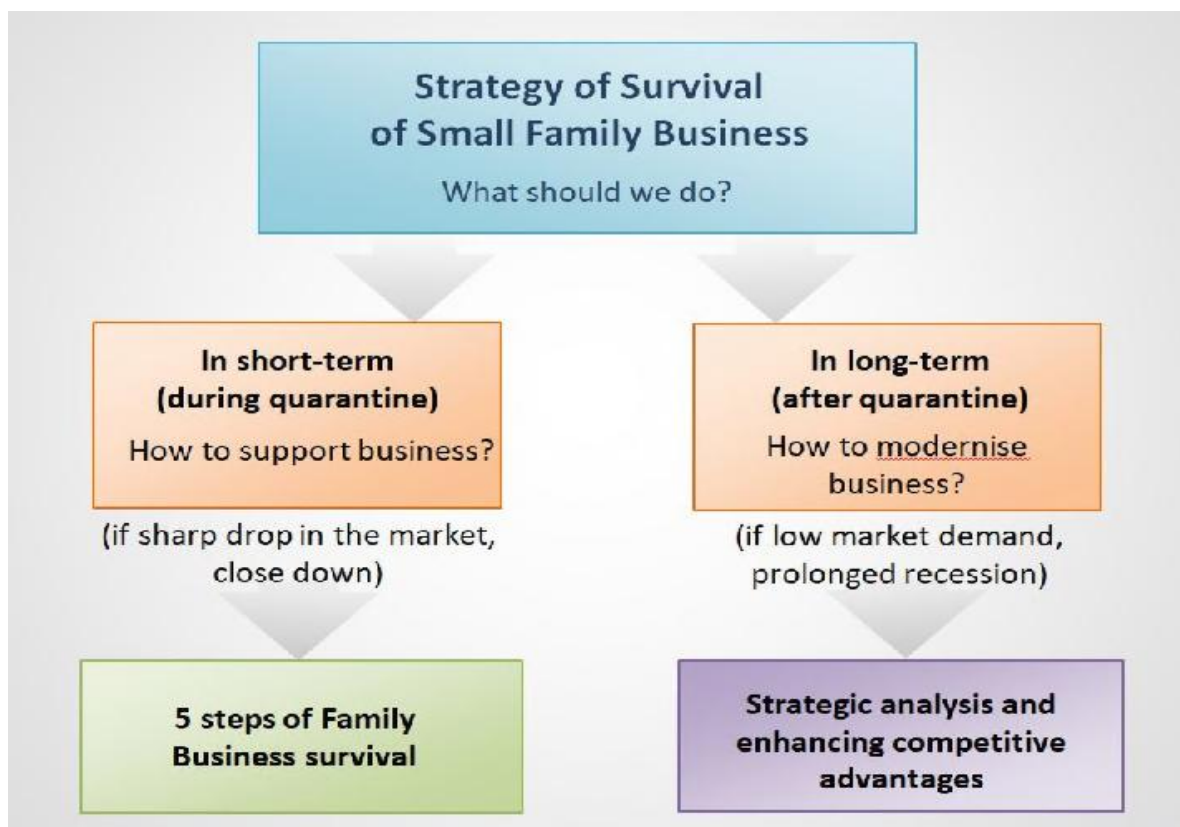 Strategy of Survival
of Small Family Business
What should we do?
In short-term
(during quarantine)
How to support business?
(if sharp drop in the market,
close down)
5 steps of Family
Business survival
In long-term
(after quarantine)
How to modernise
business?
(if low market demand,
prolonged recession)
Strategic analysis and
enhancing competitive
advantages